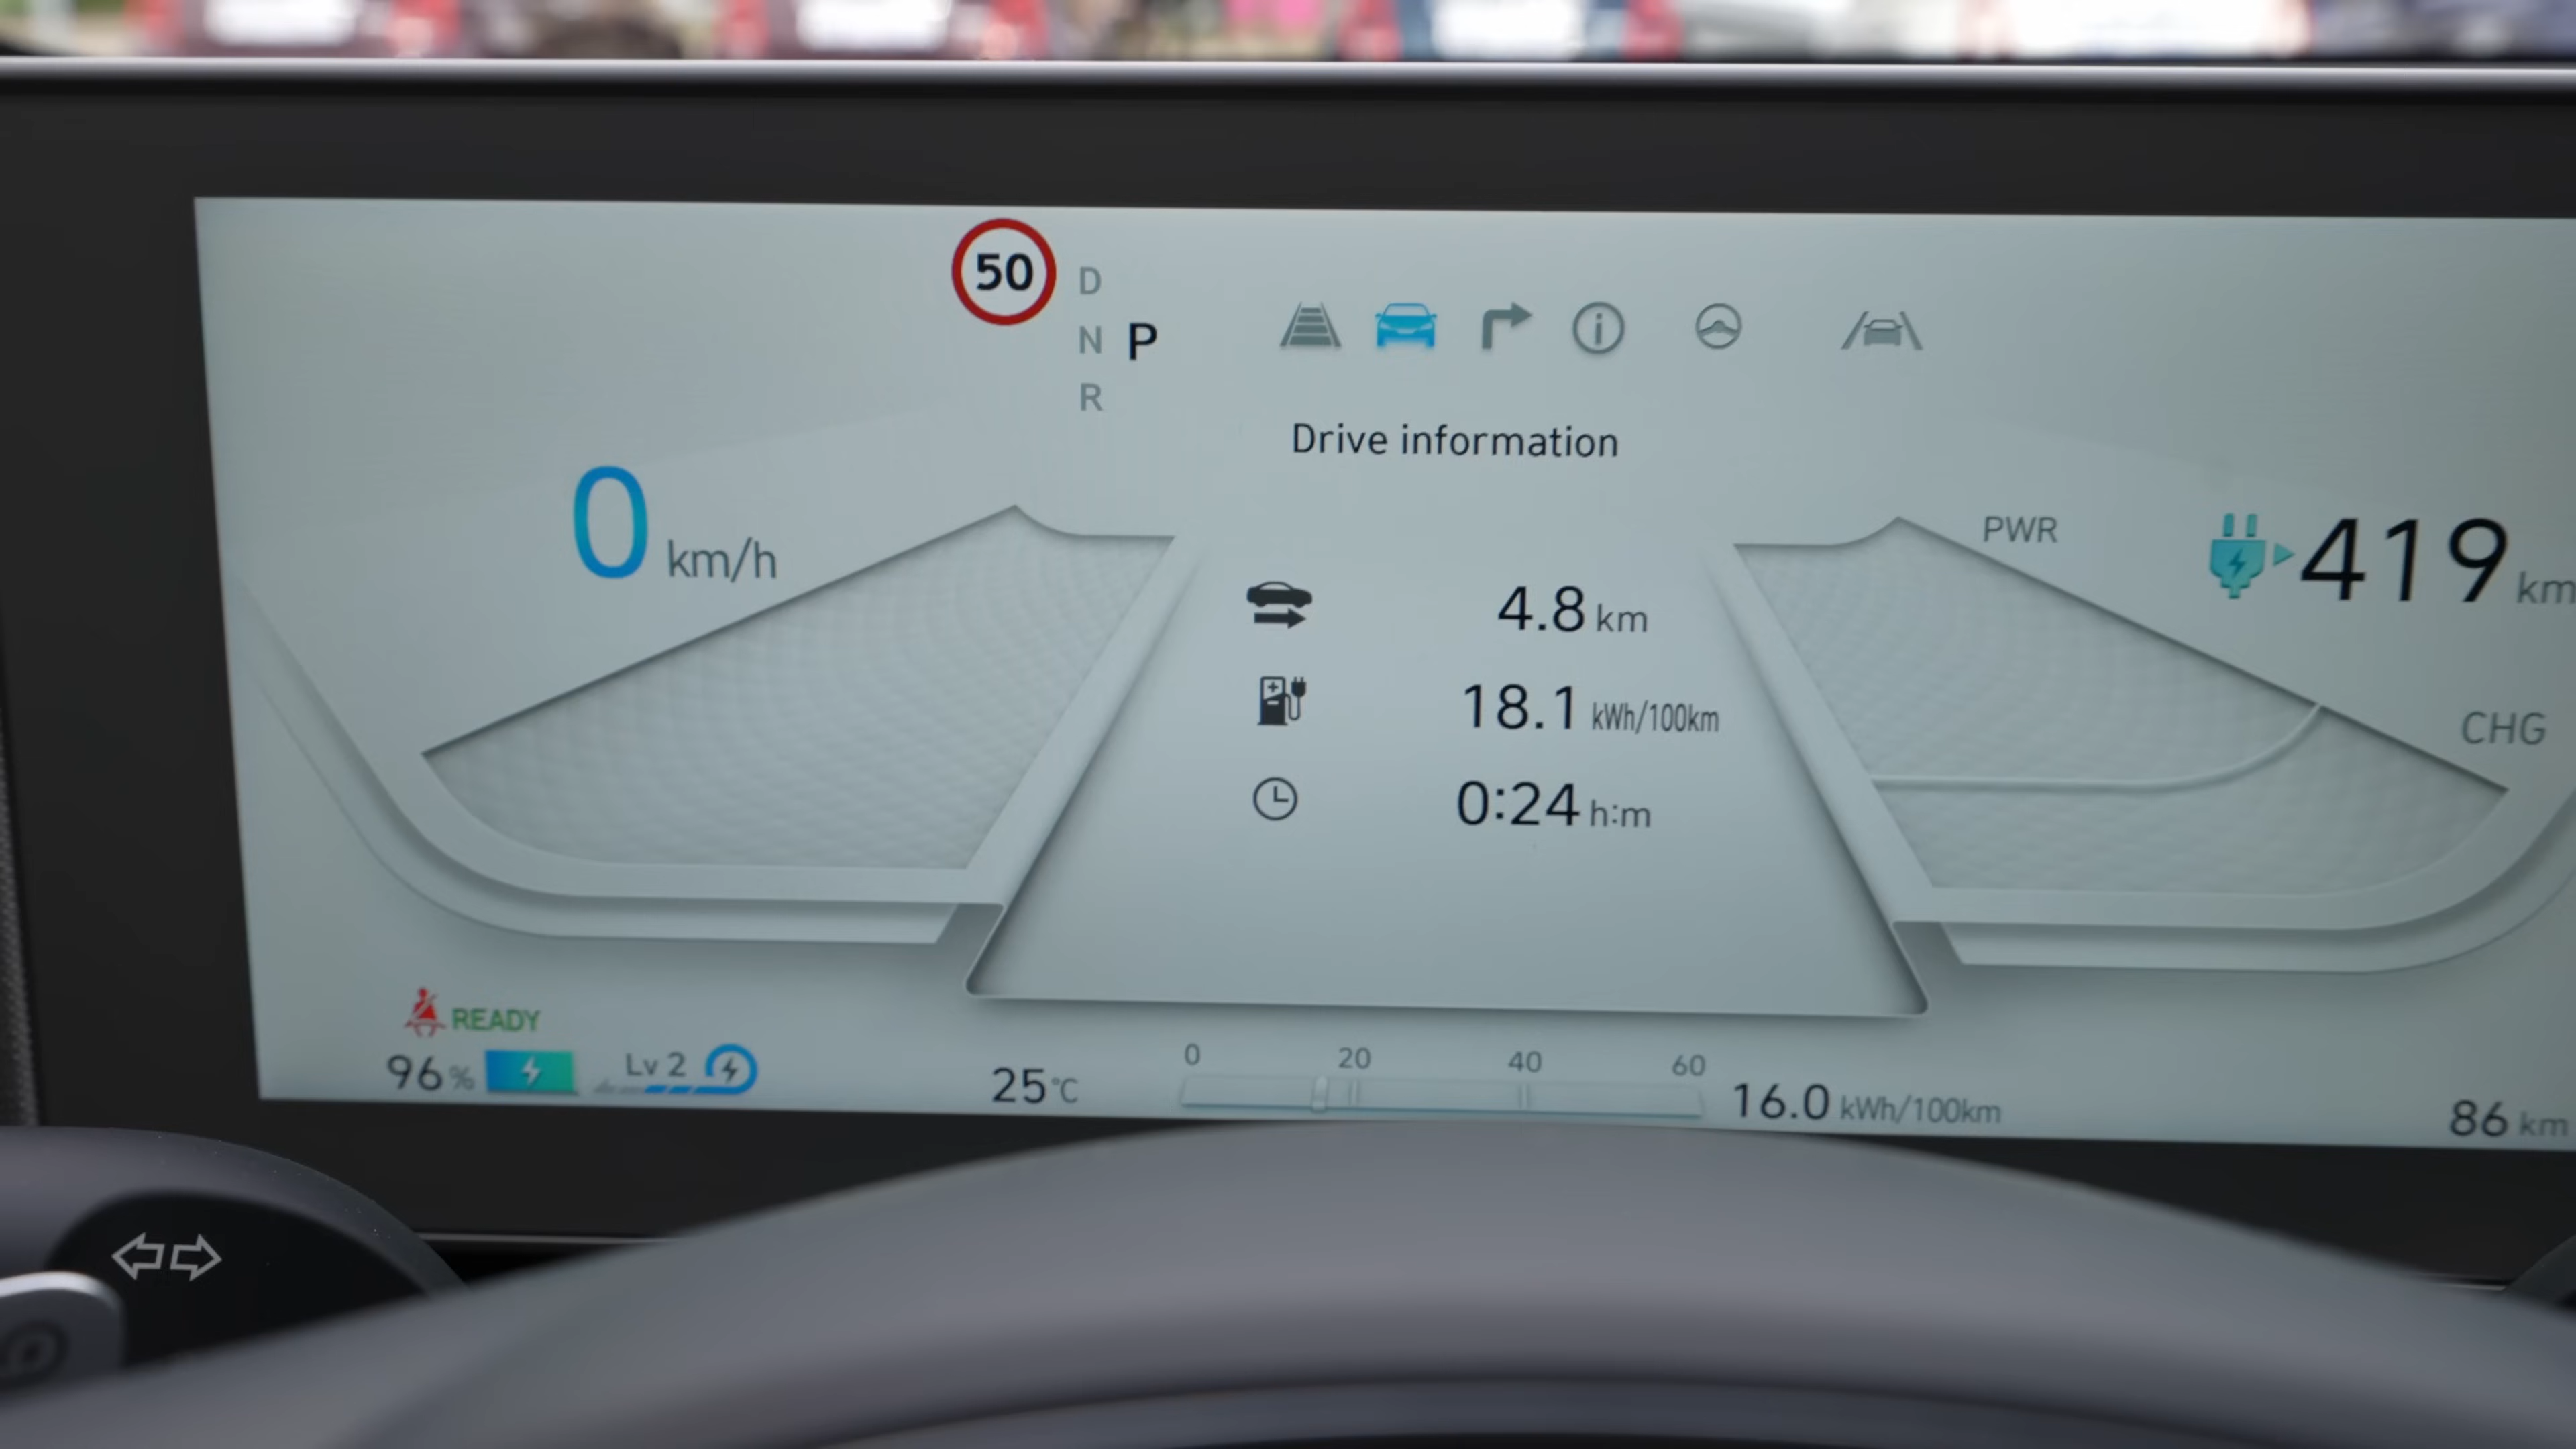 50
D
N P
R
Drive information
0 km/h
PWR
419 km
4.8 km
18.1 kWh/100km
CHG
0:24 h:m
READY
96%
Lv 2
25°C
0 20 40 60
16.0 kWh/100km
86 km